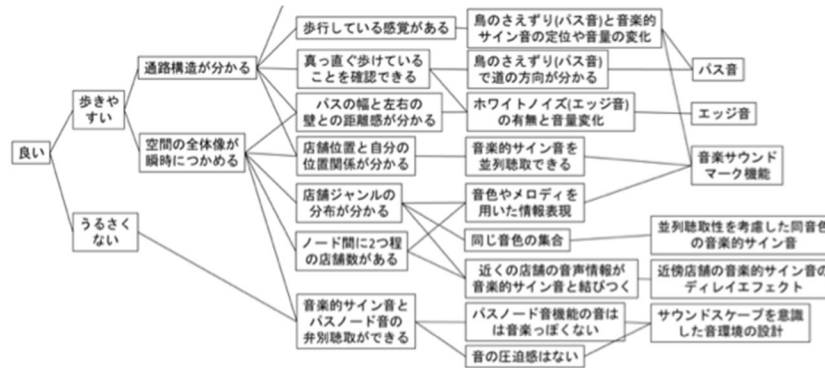 良い
歩きや
すい
うるさく
ない
通路構造が分かる
空間の全体像が
瞬時につかめる
歩行している感覚がある
真っ直ぐ歩けている
ことを確認できる
パスの幅と左右の
壁との距離感が分かる
店舗位置と自分の
位置関係が分かる
店舗ジャンルの
分布が分かる
ノード間に2つ程
の店舗数がある
音楽的サイン音と
パスノード音の
弁別聴取ができる
鳥のさえずり(パス音)と音楽的
サイン音の定位や音量の変化
鳥のさえずり(パス音)
で道の方向が分かる
ホワイトノイズ(エッジ音)
の有無と音量変化
音楽的サイン音を
並列聴取できる
音色やメロディを
用いた情報表現
同じ音色の集合
近くの店舗の音声情報が
音楽的サイン音と結びつく
パスノード音機能の音は
は音楽っぽくない
音の圧迫感はない
パス音
エッジ音
音楽サウンド
マーク機能
並列聴取性を考慮した同音色
の音楽的サイン音
近傍店舗の音楽的サイン音の
ディレイエフェクト
サウンドスケープを意識
した音環境の設計